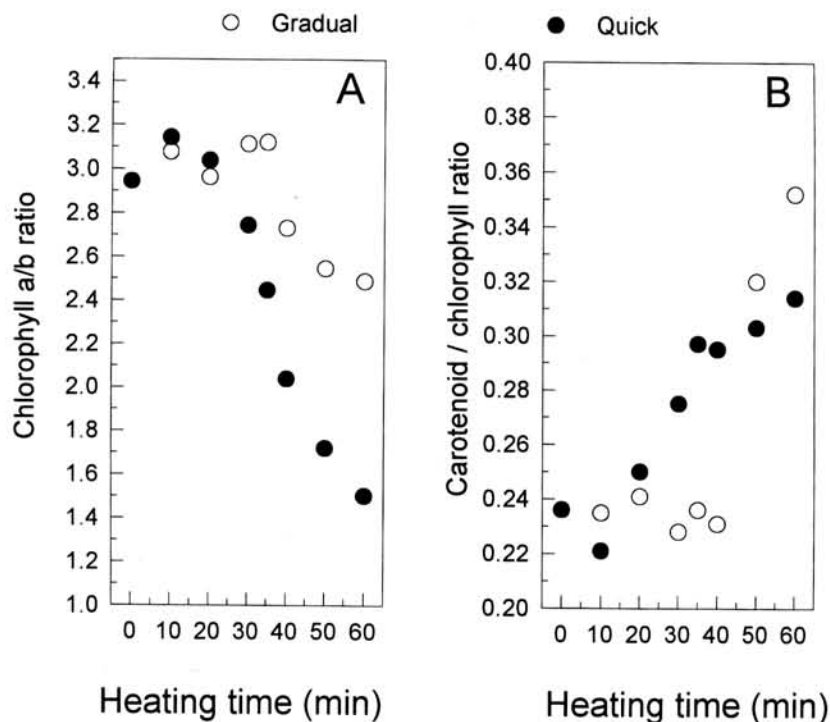 Gradual
Quick
A
Chlorophyll a/b ratio
3.4
3.2
3.0
2.8
2.6
2.4
2.2
2.0
1.8
1.6
1.4
1.2
1.0
0 10 20 30 40 50 60
Heating time (min)
B
Carotenoid / chlorophyll ratio
0.40
0.38
0.36
0.34
0.32
0.30
0.28
0.26
0.24
0.22
0.20
0 10 20 30 40 50 60
Heating time (min)